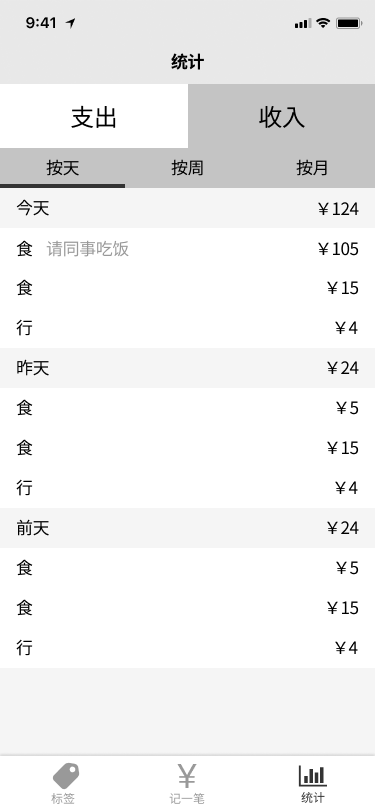 9:41
统计
支出 收入
按天 按周 按月
今天 ￥124
食 请同事吃饭 ￥105
食 ￥15
行 ￥4
昨天 ￥24
食 ￥5
食 ￥15
行 ￥4
前天 ￥24
食 ￥5
食 ￥15
行 ￥4
¥
标签 记一笔 统计